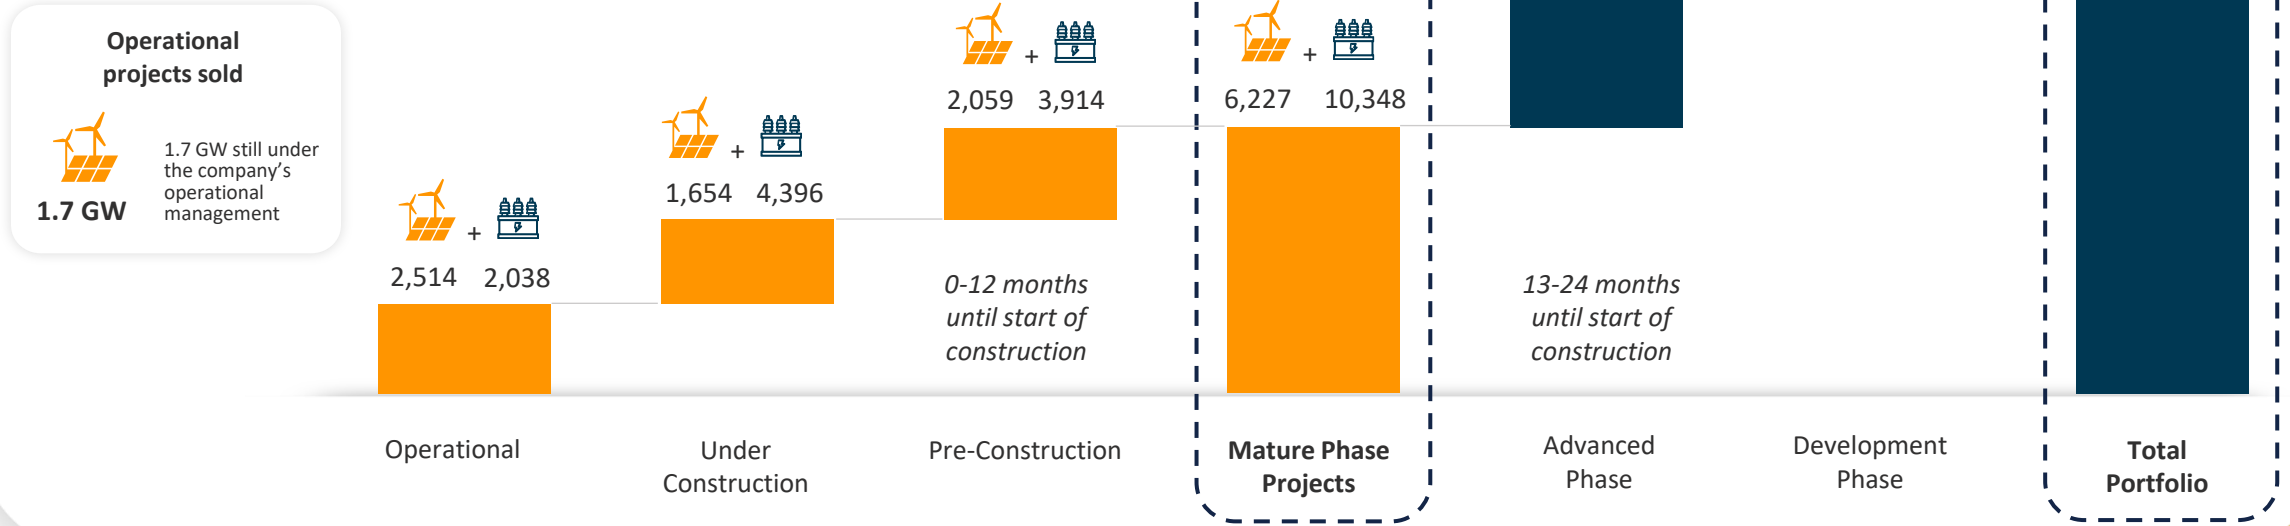 Operational
projects sold
1.7 GW
1.7 GW still under
the company's
operational
management
2,514 + 2,038
1,654 + 4,396
2,059 + 3,914
6,227 + 10,348
0-12 months
until start of
construction
13-24 months
until start of
construction
Operational
Under
Construction
Pre-Construction
Mature Phase
Projects
Advanced
Phase
Development
Phase
Total
Portfolio